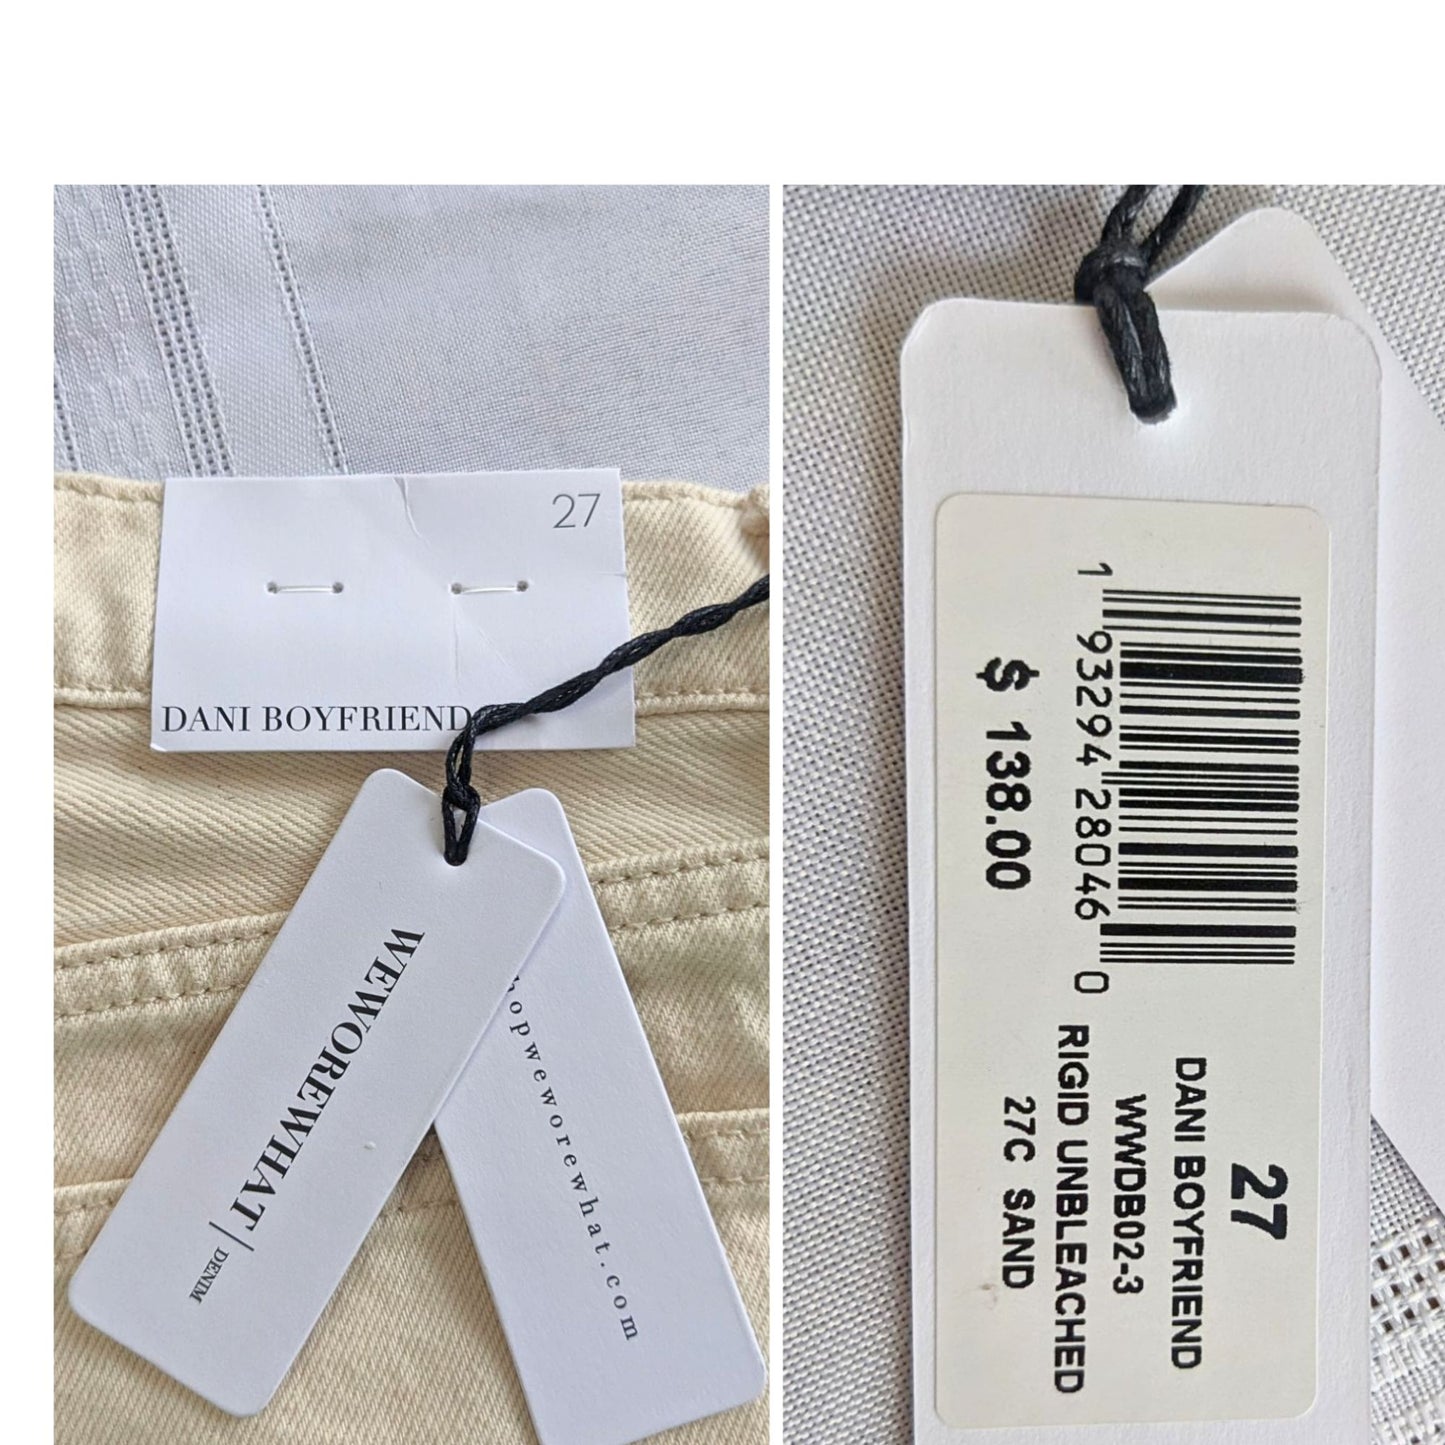 27
DANI BOYFRIEND
WEWOREWHAT | DENIM
hopweworewhat.com
1 93294 28046 0
$ 138.00
27
DANI BOYFRIEND
WWDB02-3
RIGID UNBLEACHED
27C SAND